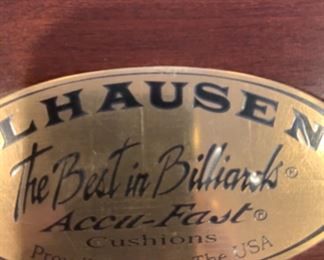 LHAUSEN
The Best in Billiards®
Accu-Fast®
Cushions
The USA